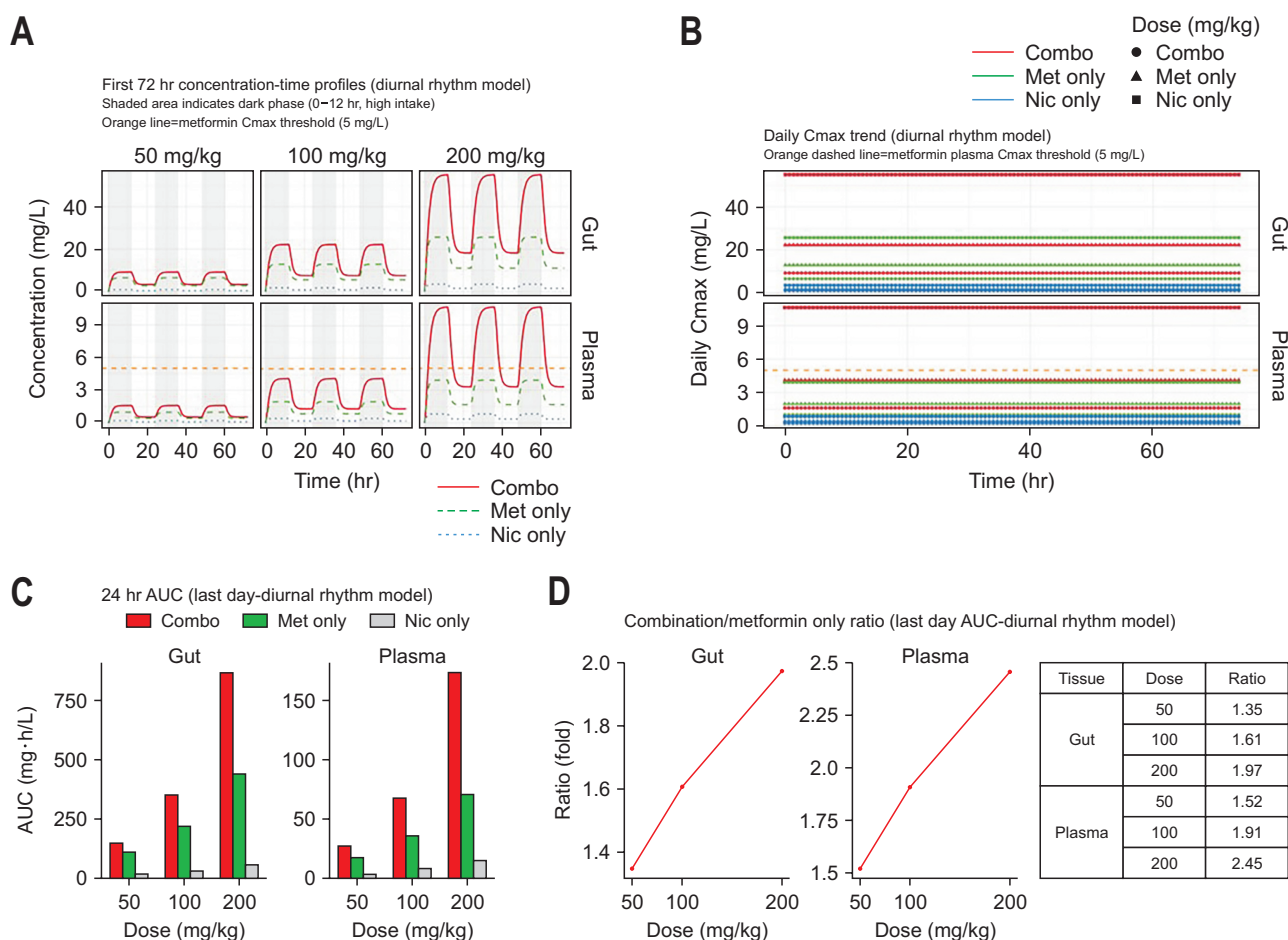 A
First 72 hr concentration-time profiles (diurnal rhythm model)
Shaded area indicates dark phase (0−12 hr, high intake)
Orange line=metformin Cmax threshold (5 mg/L)
50 mg/kg 100 mg/kg 200 mg/kg
Concentration (mg/L)
40
20
0
Gut
9
6
3
0
Plasma
0 20 40 60 0 20 40 60 0 20 40 60
Time (hr)
Combo
Met only
Nic only
B
Combo
Met only
Nic only
Dose (mg/kg)
Combo
Met only
Nic only
Daily Cmax trend (diurnal rhythm model)
Orange dashed line=metformin plasma Cmax threshold (5 mg/L)
Daily Cmax (mg/L)
40
20
0
Gut
9
6
3
0
Plasma
0 20 40 60
Time (hr)
C
24 hr AUC (last day-diurnal rhythm model)
Combo Met only Nic only
Gut
AUC (mg·h/L)
750
500
250
0
50 100 200
Dose (mg/kg)
Plasma
150
100
50
0
50 100 200
Dose (mg/kg)
D
Combination/metformin only ratio (last day AUC-diurnal rhythm model)
Gut
Ratio (fold)
2.0
1.8
1.6
1.4
50 100 200
Dose (mg/kg)
Plasma
2.5
2.25
2.0
1.75
1.5
50 100 200
Dose (mg/kg)
Tissue Dose Ratio
Gut
50 1.35
100 1.61
200 1.97
Plasma
50 1.52
100 1.91
200 2.45